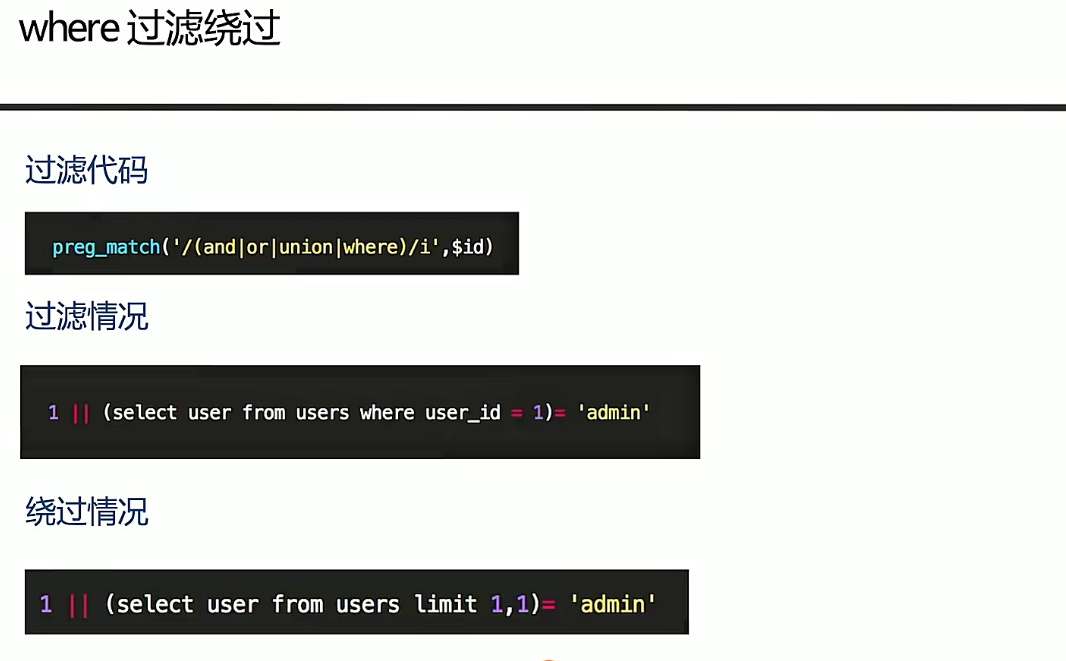 where 过滤绕过
过滤代码
preg_match('/(and|or|union|where)/i',$id)
过滤情况
1 || (select user from users where user_id = 1)= 'admin'
绕过情况
1 || (select user from users limit 1,1)= 'admin'